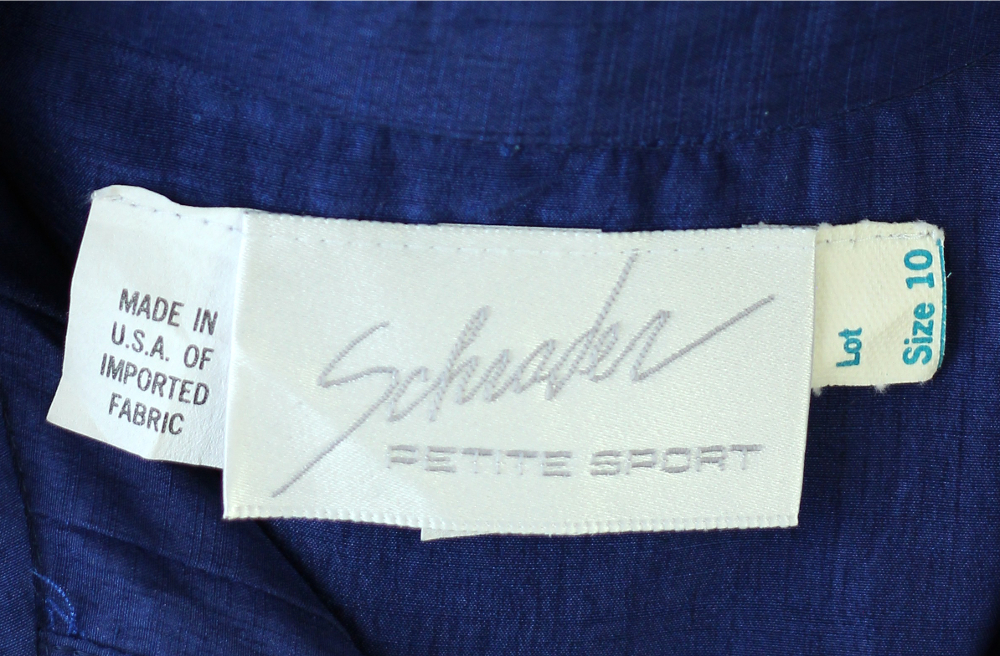 MADE IN
U.S.A. OF
IMPORTED
FABRIC
Schrader
PETITE SPORT
Lot
Size 10